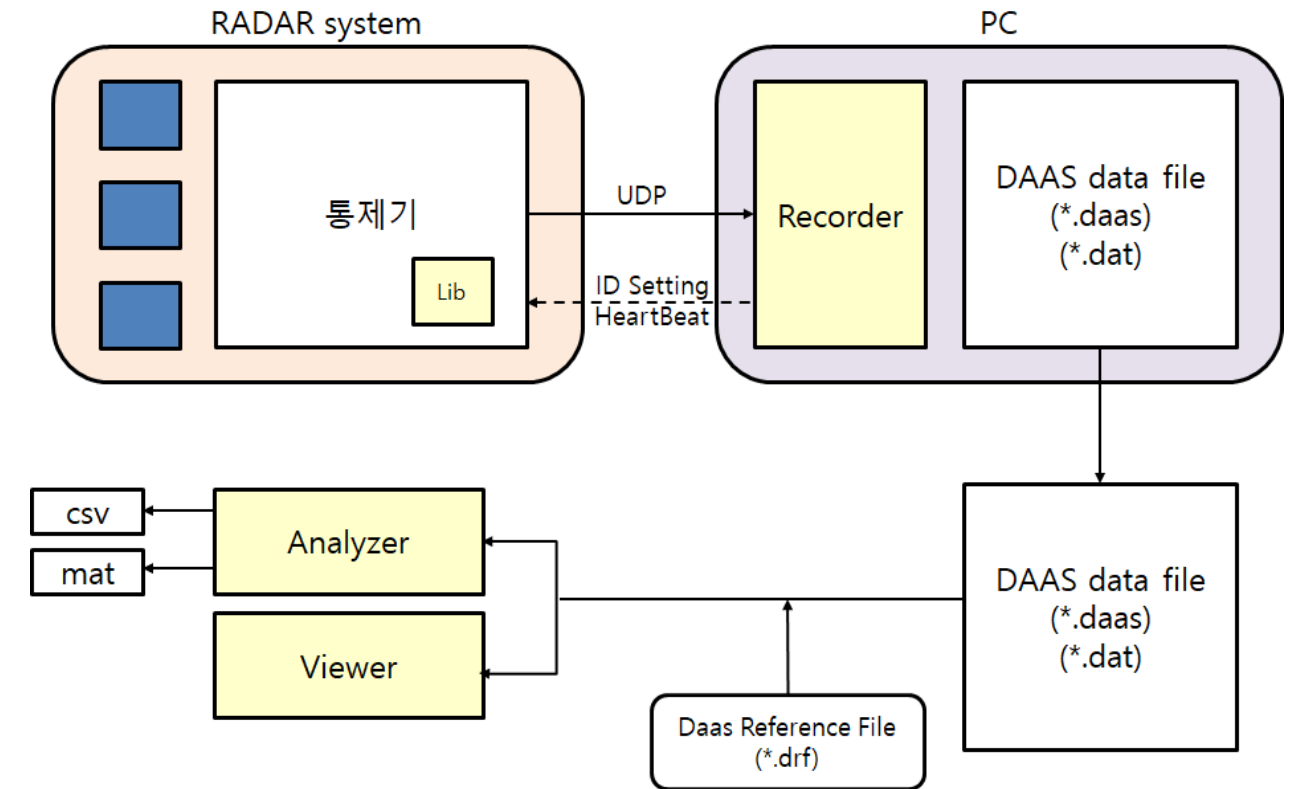 RADAR system
PC
통제기
Lib
UDP
ID Setting
HeartBeat
Recorder
DAAS data file
(*.daas)
(*.dat)
csv
mat
Analyzer
Viewer
DAAS data file
(*.daas)
(*.dat)
Daas Reference File
(*.drf)